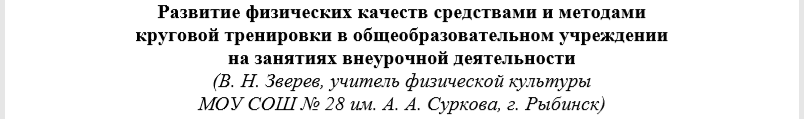 Развитие физических качеств средствами и методами
круговой тренировки в общеобразовательном учреждении
на занятиях внеурочной деятельности
(В. Н. Зверев, учитель физической культуры
МОУ СОШ № 28 им. А. А. Суркова, г. Рыбинск)